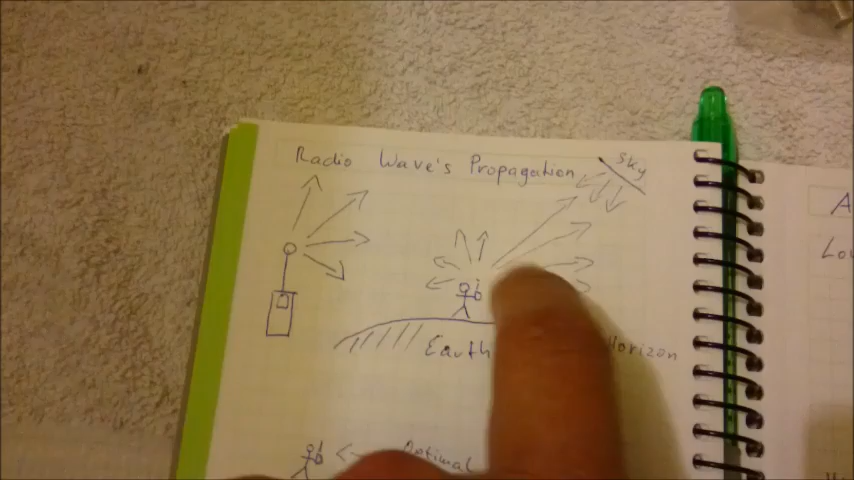 Radio Wave's Propagation
Sky
Earth
Horizon
Optimal
A